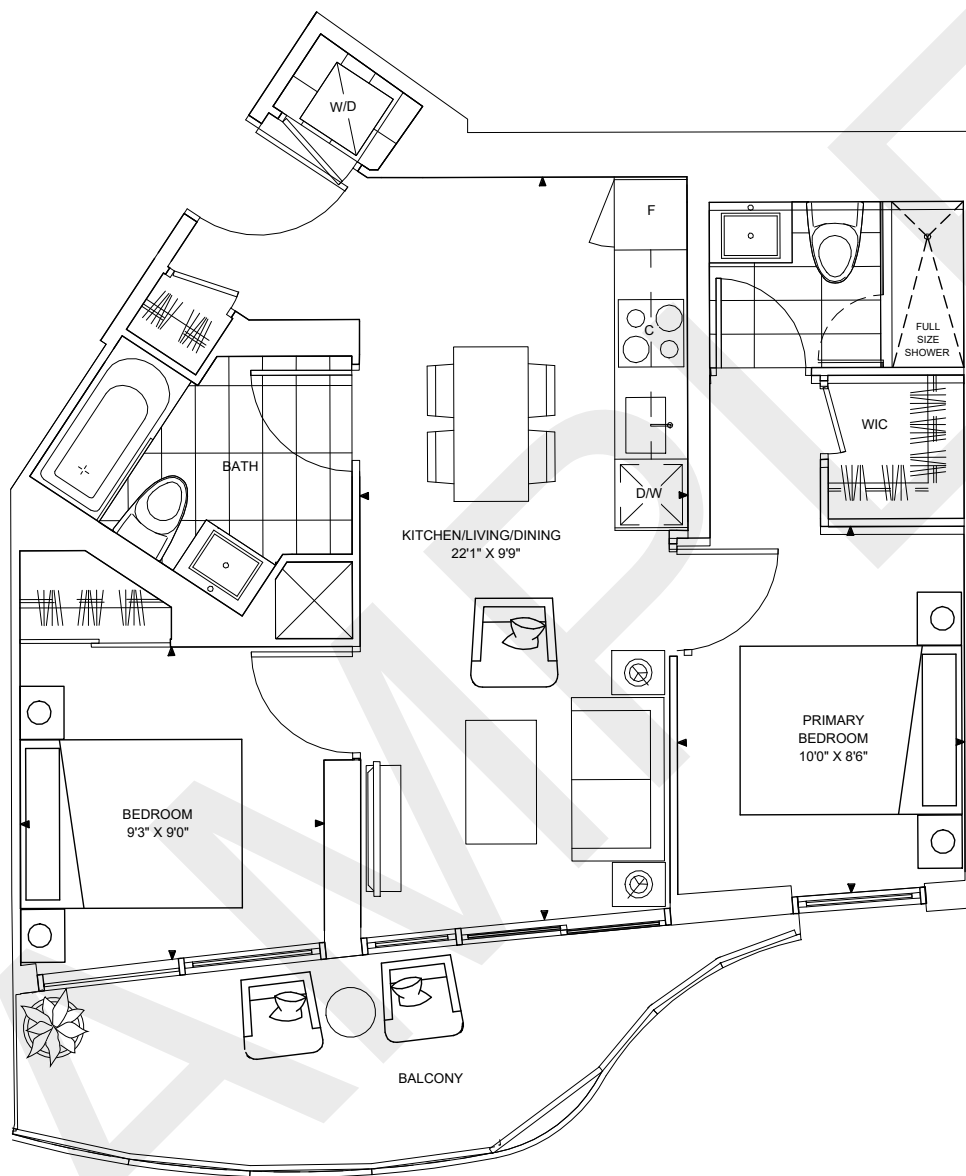 W/D
F
C
FULL
SIZE
SHOWER
WIC
BATH
D/W
KITCHEN/LIVING/DINING
22'1" X 9'9"
PRIMARY
BEDROOM
10'0" X 8'6"
BEDROOM
9'3" X 9'0"
BALCONY